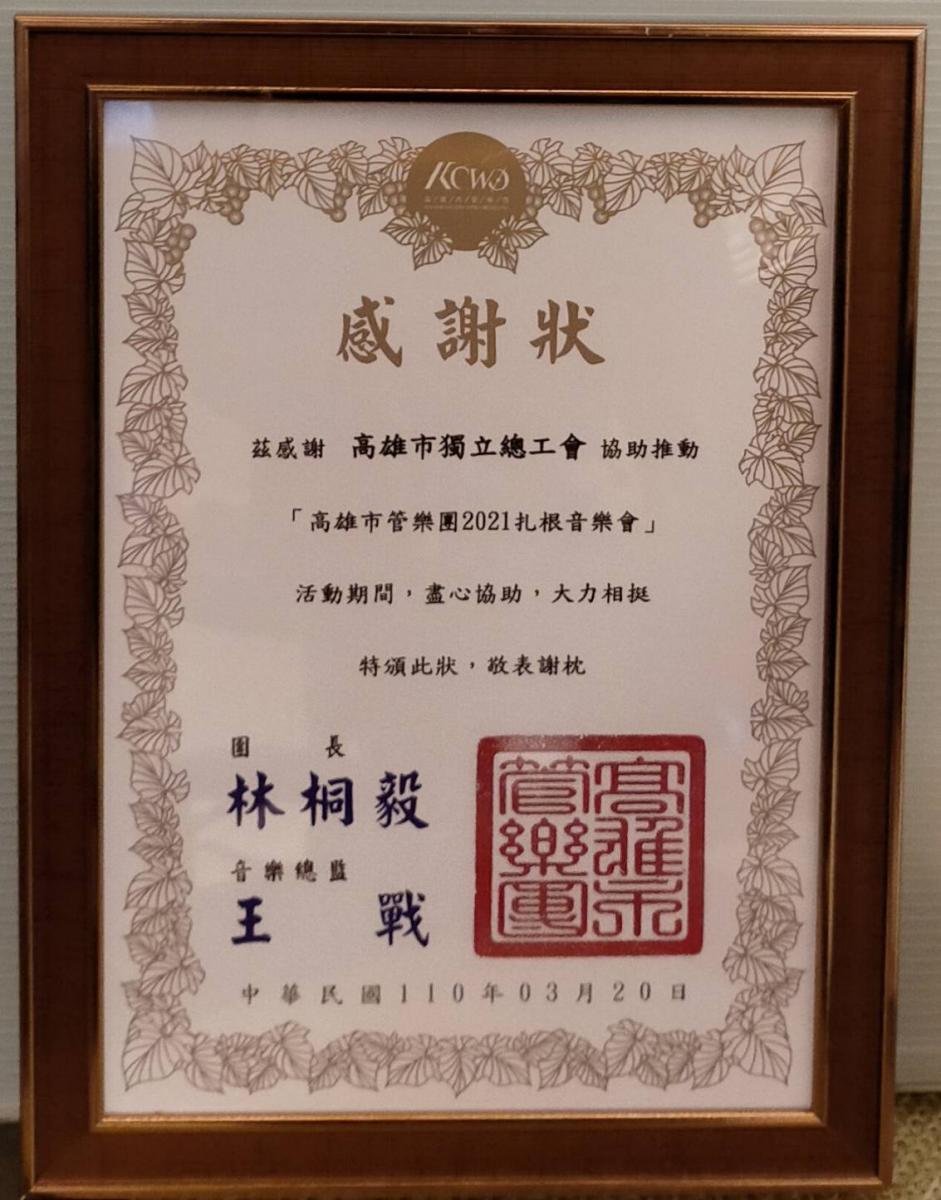 KCWO
感謝狀
茲感謝 高雄市獨立總工會 協助推動
「高雄市管樂團2021扎根音樂會」
活動期間，盡心協助，大力相挺
特頒此狀，敬表謝枕
團長
林桐毅
音樂總監
王戰
高雄市管樂團
中華民國110年03月20日